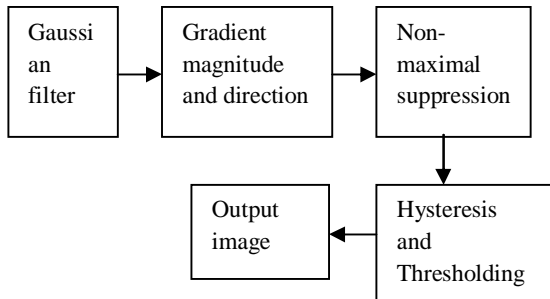 Gaussi
an
filter
Gradient
magnitude
and direction
Non-
maximal
suppression
Output
image
Hysteresis
and
Thresholding